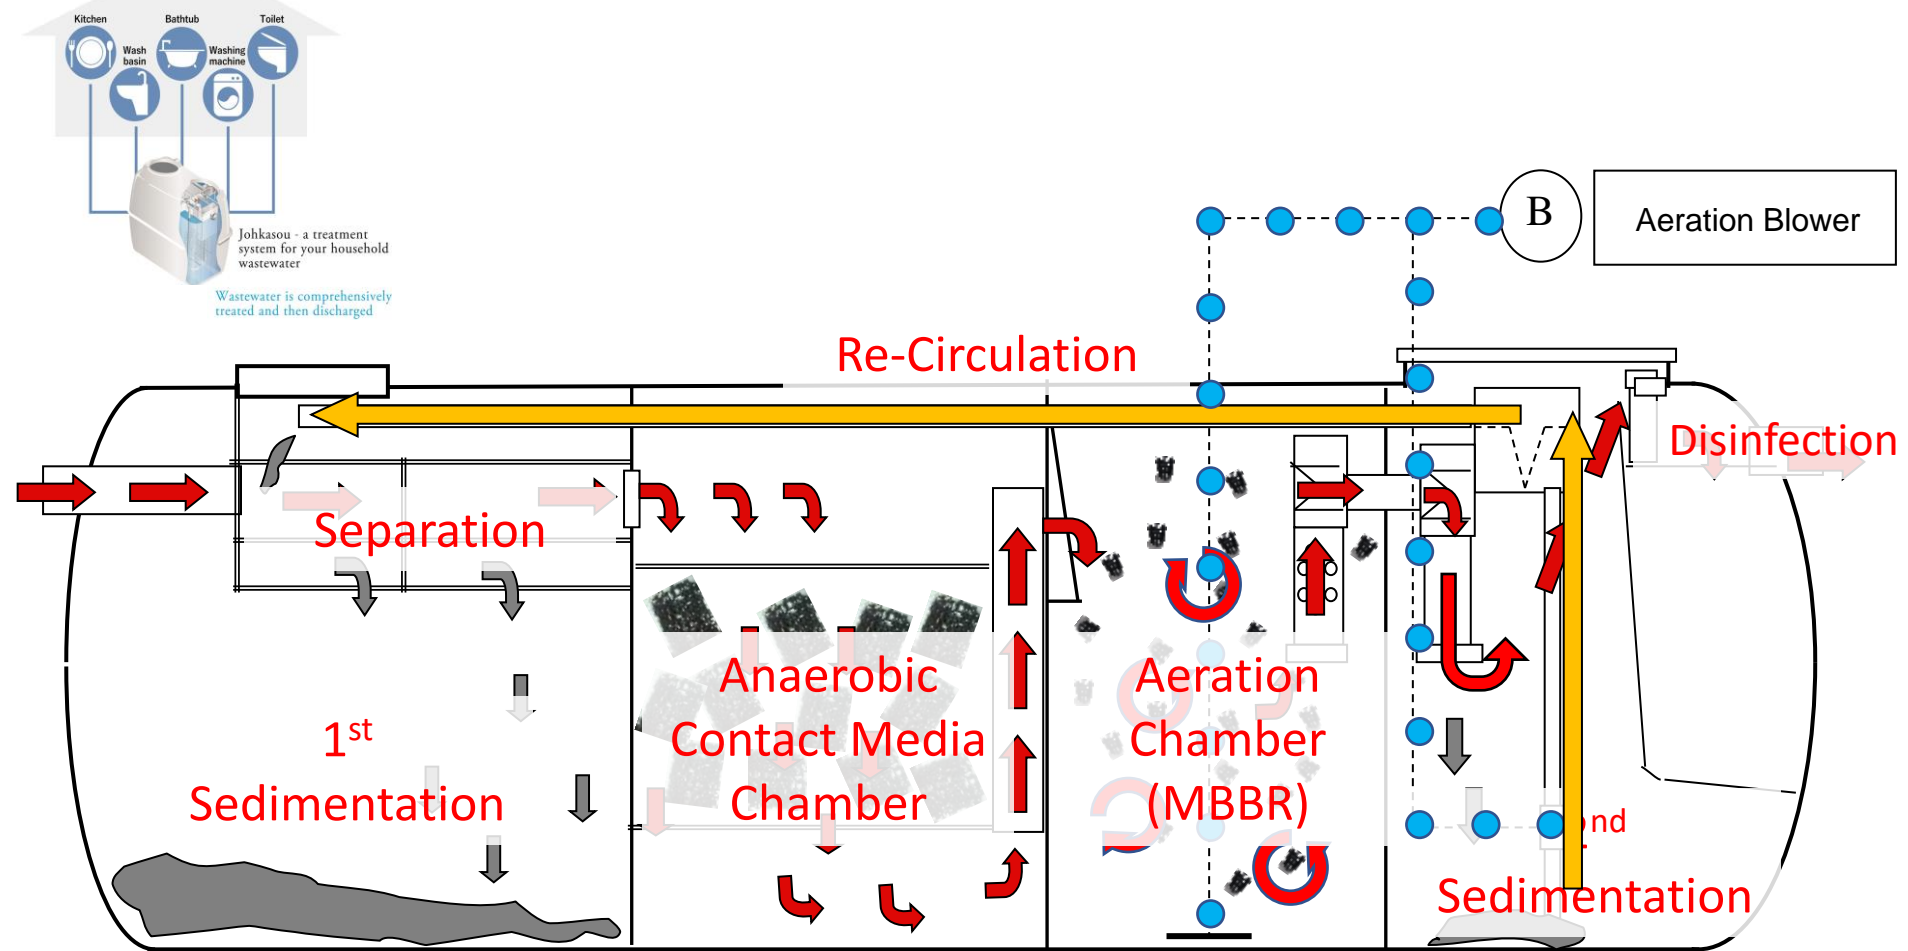 Kitchen
Bathtub
Toilet
Wash
basin
Washing
machine
Johkasou - a treatment
system for your household
wastewater
Wastewater is comprehensively
treated and then discharged
B
Aeration Blower
Re-Circulation
Disinfection
Separation
1st
Sedimentation
Anaerobic
Contact Media
Chamber
Aeration
Chamber
(MBBR)
2nd
Sedimentation